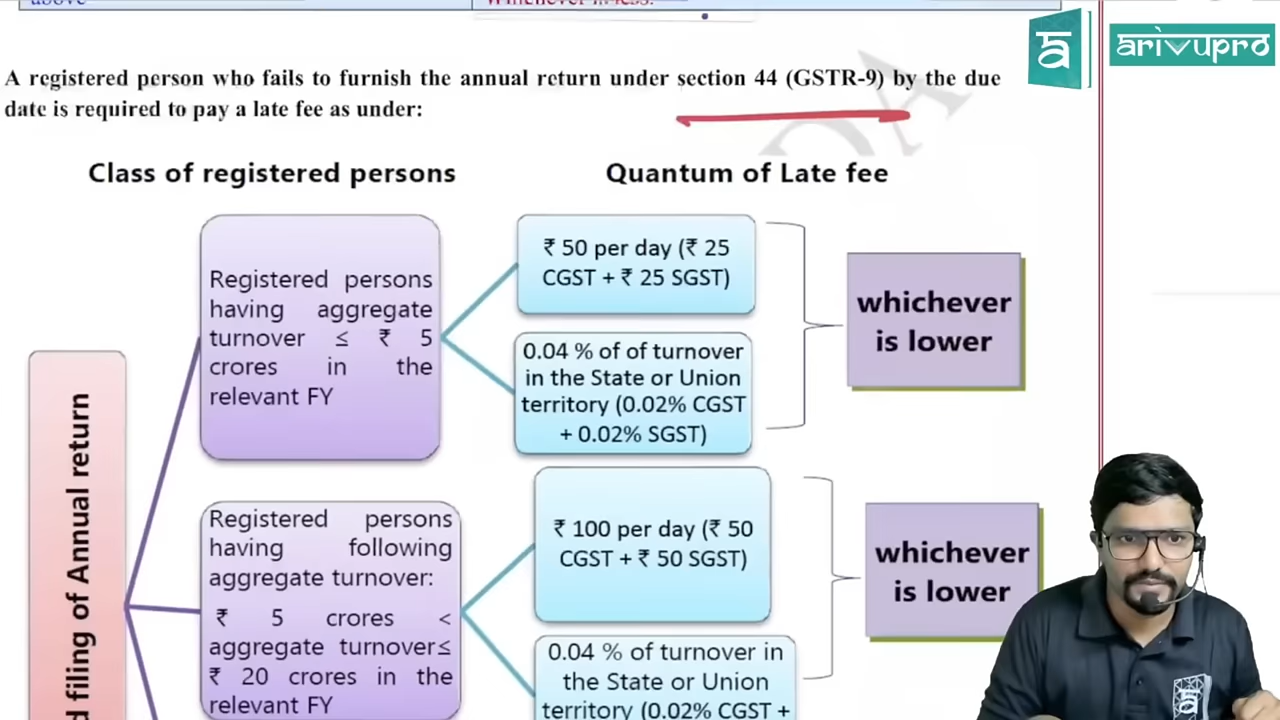 above
Whichever is less.
arivupro
A registered person who fails to furnish the annual return under section 44 (GSTR-9) by the due
date is required to pay a late fee as under:
Class of registered persons
Quantum of Late fee
Registered persons
having aggregate
turnover ≤ ₹ 5
crores in the
relevant FY
₹ 50 per day (₹ 25
CGST + ₹ 25 SGST)
0.04 % of of turnover
in the State or Union
territory (0.02% CGST
+ 0.02% SGST)
whichever
is lower
d filing of Annual return
Registered persons
having following
aggregate turnover:
₹ 5 crores <
aggregate turnover≤
₹ 20 crores in the
relevant FY
₹ 100 per day (₹ 50
CGST + ₹ 50 SGST)
0.04 % of turnover in
the State or Union
territory (0.02% CGST +
whichever
is lower